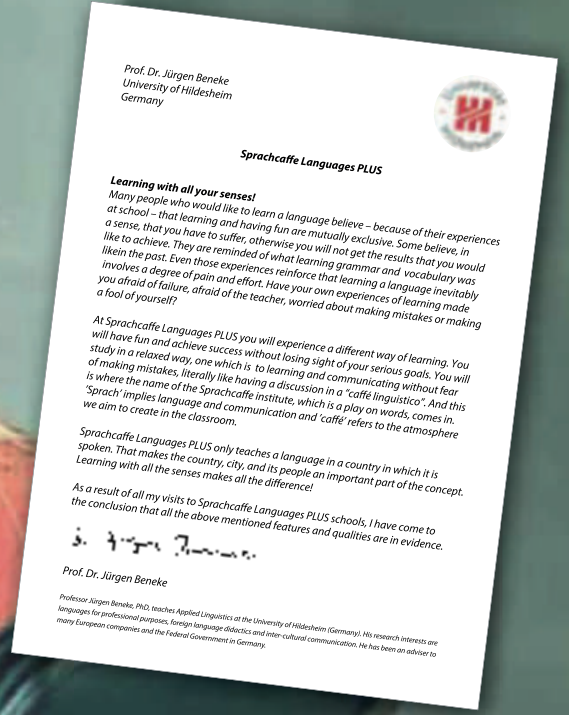 Prof. Dr. Jürgen Beneke
University of Hildesheim
Germany
Sprachcaffe Languages PLUS
Learning with all your senses!
Many people who would like to learn a language believe – because of their experiences
at school – that learning and having fun are mutually exclusive. Some believe, in
a sense, that you have to suffer, otherwise you will not get the results that you would
like to achieve. They are reminded of what learning grammar and vocabulary was
likein the past. Even those experiences reinforce that learning a language inevitably
involves a degree of pain and effort. Have your own experiences of learning made
you afraid of failure, afraid of the teacher, worried about making mistakes or making
a fool of yourself?
At Sprachcaffe Languages PLUS you will experience a different way of learning. You
will have fun and achieve success without losing sight of your serious goals. You will
study in a relaxed way, one which is to learning and communicating without fear
of making mistakes, literally like having a discussion in a "caffé linguistico". And this
is where the name of the Sprachcaffe institute, which is a play on words, comes in.
'Sprach' implies language and communication and 'caffé' refers to the atmosphere
we aim to create in the classroom.
Sprachcaffe Languages PLUS only teaches a language in a country in which it is
spoken. That makes the country, city, and its people an important part of the concept.
Learning with all the senses makes all the difference!
As a result of all my visits to Sprachcaffe Languages PLUS schools, I have come to
the conclusion that all the above mentioned features and qualities are in evidence.
Prof. Dr. Jürgen Beneke
Professor Jürgen Beneke, PhD, teaches Applied Linguistics at the University of Hildesheim (Germany). His research interests are
languages for professional purposes, foreign language didactics and inter-cultural communication. He has been an adviser to
many European companies and the Federal Government in Germany.